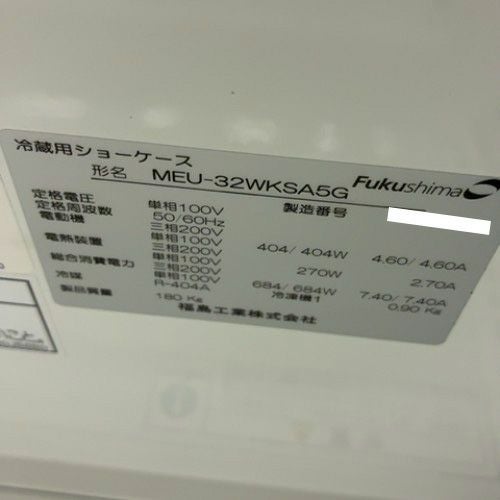 冷蔵用ショーケース
形名 MEU-32WKSA5G Fukushima
定格電圧 単相100V 製造番号
定格周波数 50/60Hz
電動機 三相200V
単相100V 404/404W 4.60/4.60A
電熱装置 三相200V
単相100V 270W 2.70A
総合消費電力 三相200V
単相100V 684/684W 7.40/7.40A
冷媒 R-404A 冷凍機1 0.90 Kg
製品質量 180 Kg
福島工業株式会社